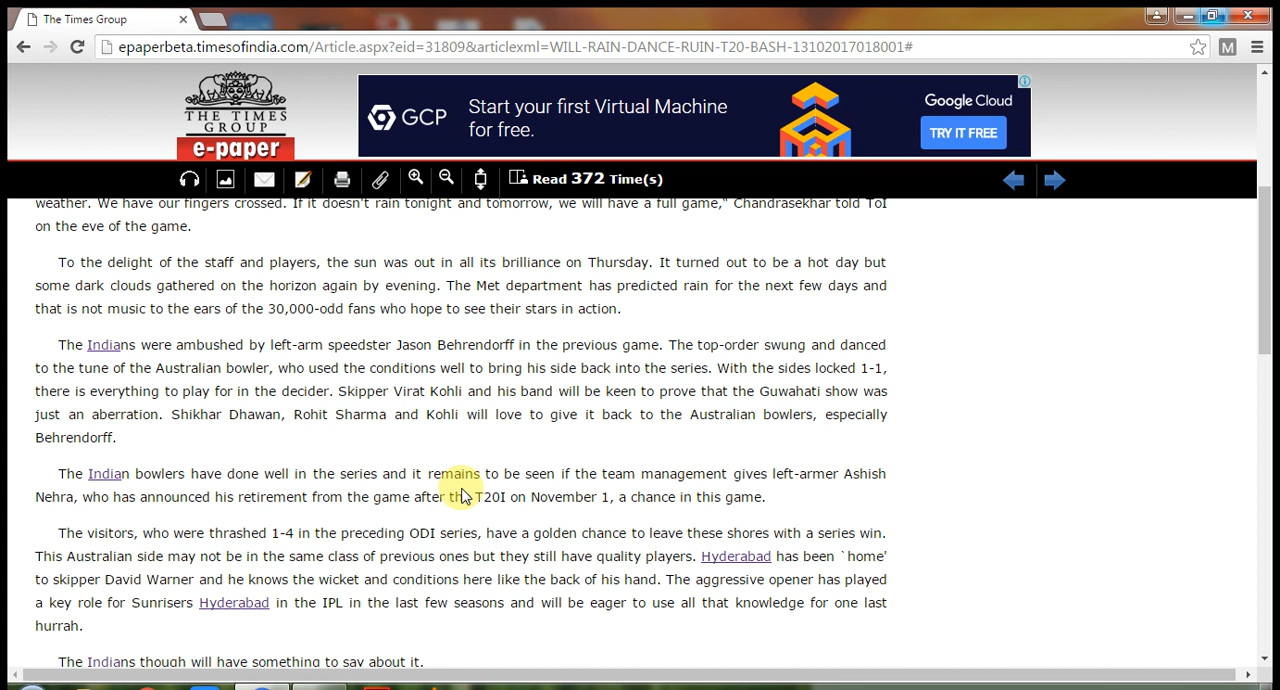 The Times Group
epaperbeta.timesofindia.com/Article.aspx?eid=31809&articlexml=WILL-RAIN-DANCE-RUIN-T20-BASH-13102017018001#
M
THE TIMES
GROUP
e-paper
GCP
Start your first Virtual Machine
for free.
Google Cloud
TRY IT FREE
Read 372 Time(s)
weather. We have our fingers crossed. If it doesn't rain tonight and tomorrow, we will have a full game," Chandrasekhar told ToI
on the eve of the game.
To the delight of the staff and players, the sun was out in all its brilliance on Thursday. It turned out to be a hot day but
some dark clouds gathered on the horizon again by evening. The Met department has predicted rain for the next few days and
that is not music to the ears of the 30,000-odd fans who hope to see their stars in action.
The Indians were ambushed by left-arm speedster Jason Behrendorff in the previous game. The top-order swung and danced
to the tune of the Australian bowler, who used the conditions well to bring his side back into the series. With the sides locked 1-1,
there is everything to play for in the decider. Skipper Virat Kohli and his band will be keen to prove that the Guwahati show was
just an aberration. Shikhar Dhawan, Rohit Sharma and Kohli will love to give it back to the Australian bowlers, especially
Behrendorff.
The Indian bowlers have done well in the series and it remains to be seen if the team management gives left-armer Ashish
Nehra, who has announced his retirement from the game after the T20I on November 1, a chance in this game.
The visitors, who were thrashed 1-4 in the preceding ODI series, have a golden chance to leave these shores with a series win.
This Australian side may not be in the same class of previous ones but they still have quality players. Hyderabad has been `home'
to skipper David Warner and he knows the wicket and conditions here like the back of his hand. The aggressive opener has played
a key role for Sunrisers Hyderabad in the IPL in the last few seasons and will be eager to use all that knowledge for one last
hurrah.
The Indians though will have something to say about it.